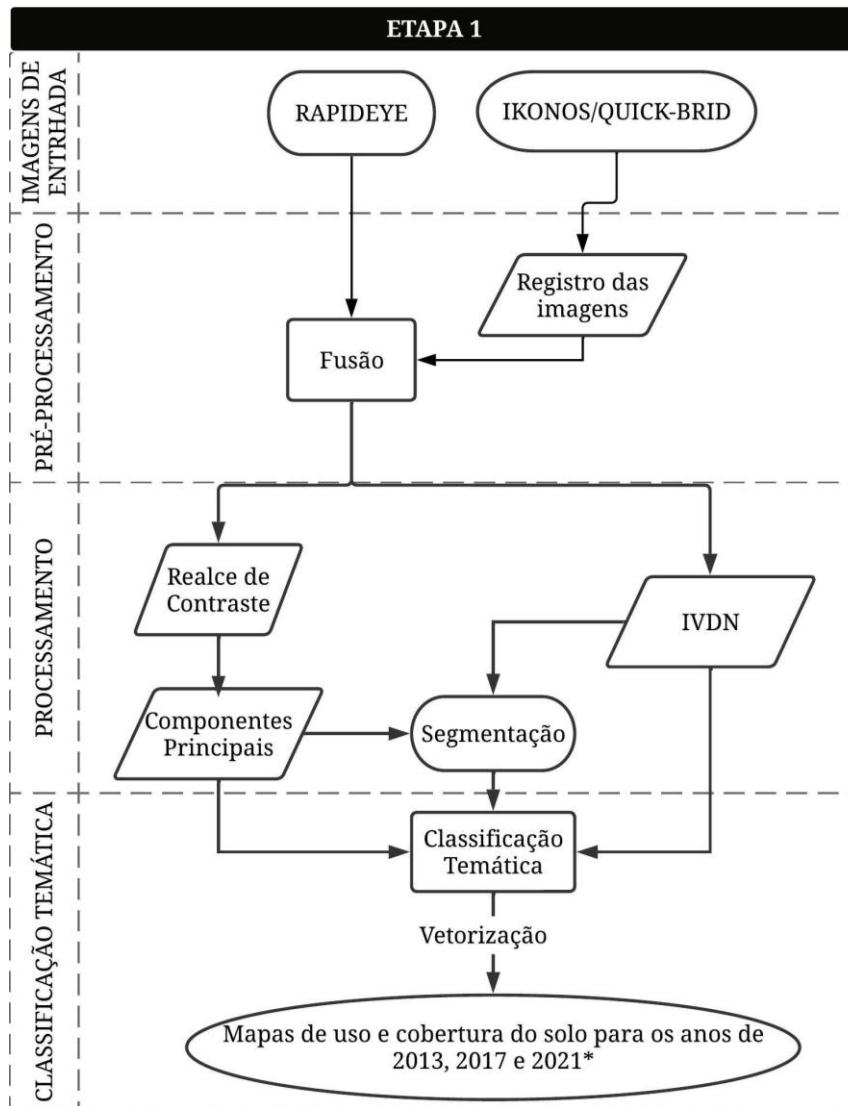 ETAPA 1
IMAGENS DE
ENTRHADA
RAPIDEYE
IKONOS/QUICK-BRID
PRÉ-PROCESSAMENTO
Registro das
imagens
Fusão
PROCESSAMENTO
Realce de
Contraste
IVDN
Componentes
Principais
Segmentação
CLASSIFICAÇÃO TEMÁTICA
Classificação
Temática
Vetorização
Mapas de uso e cobertura do solo para os anos de
2013, 2017 e 2021*